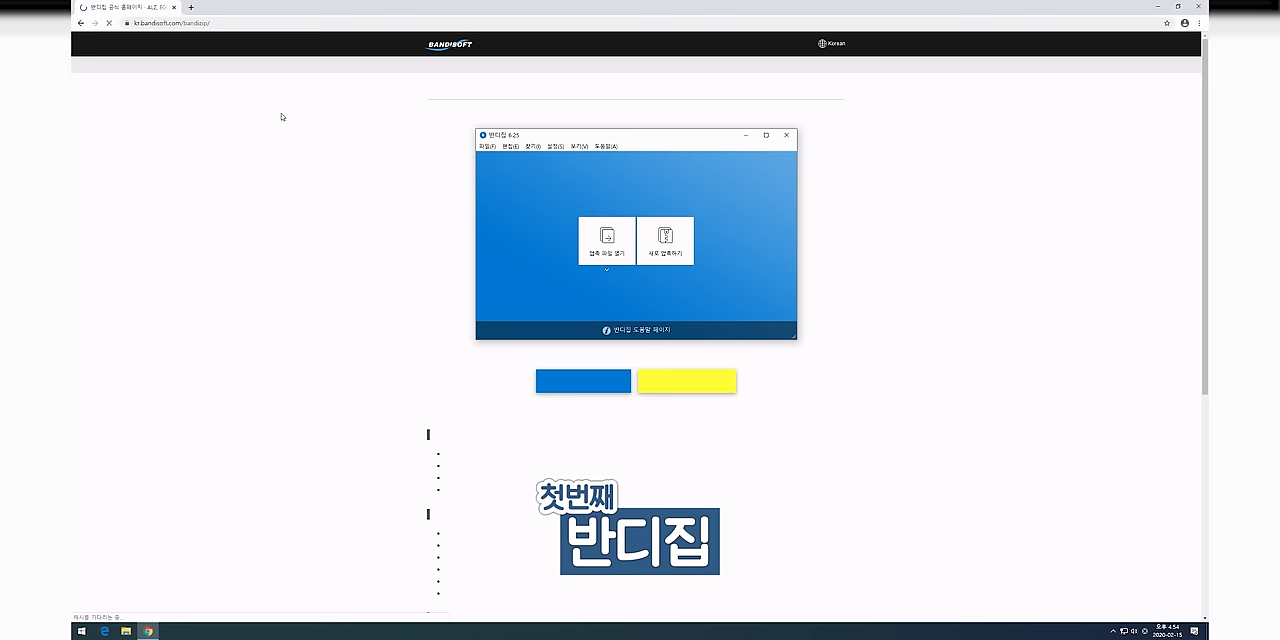 반디집 공식 홈페이지 - ALZ, EG
kr.bandisoft.com/bandizip/
BANDISOFT
Korean
반디집 6.25
파일(F) 편집(E) 찾기(I) 설정(S) 보기(V) 도움말(A)
압축 파일 열기
새로 압축하기
반디집 도움말 페이지
첫번째
반디집
캐시를 기다리는 중...
오후 4:54
2020-02-15